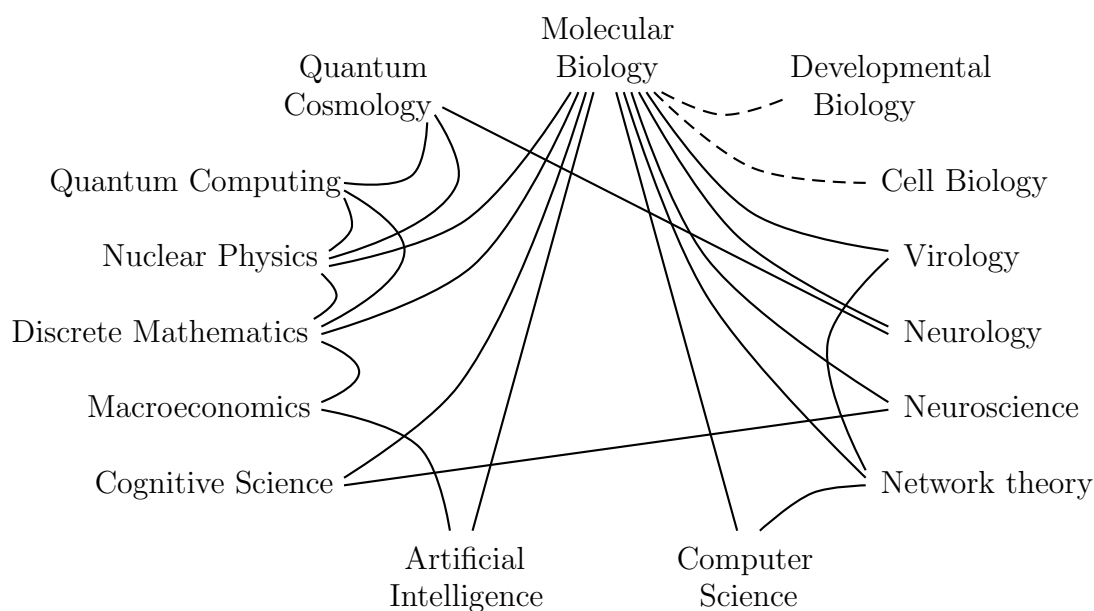 Molecular
Biology
Quantum
Cosmology
Developmental
Biology
Quantum Computing
Cell Biology
Nuclear Physics
Virology
Discrete Mathematics
Neurology
Macroeconomics
Neuroscience
Cognitive Science
Network theory
Artificial
Intelligence
Computer
Science